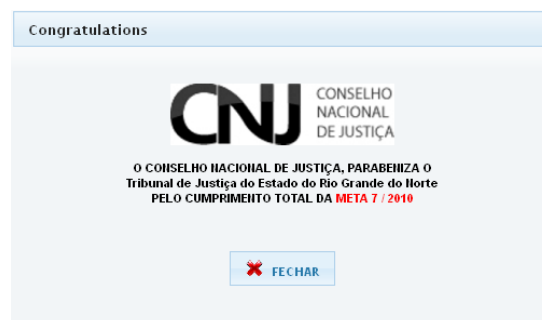 Congratulations
CNJ
CONSELHO
NACIONAL
DE JUSTIÇA
O CONSELHO NACIONAL DE JUSTIÇA, PARABENIZA O
Tribunal de Justiça do Estado do Rio Grande do Norte
PELO CUMPRIMENTO TOTAL DA META 7 / 2010
FECHAR